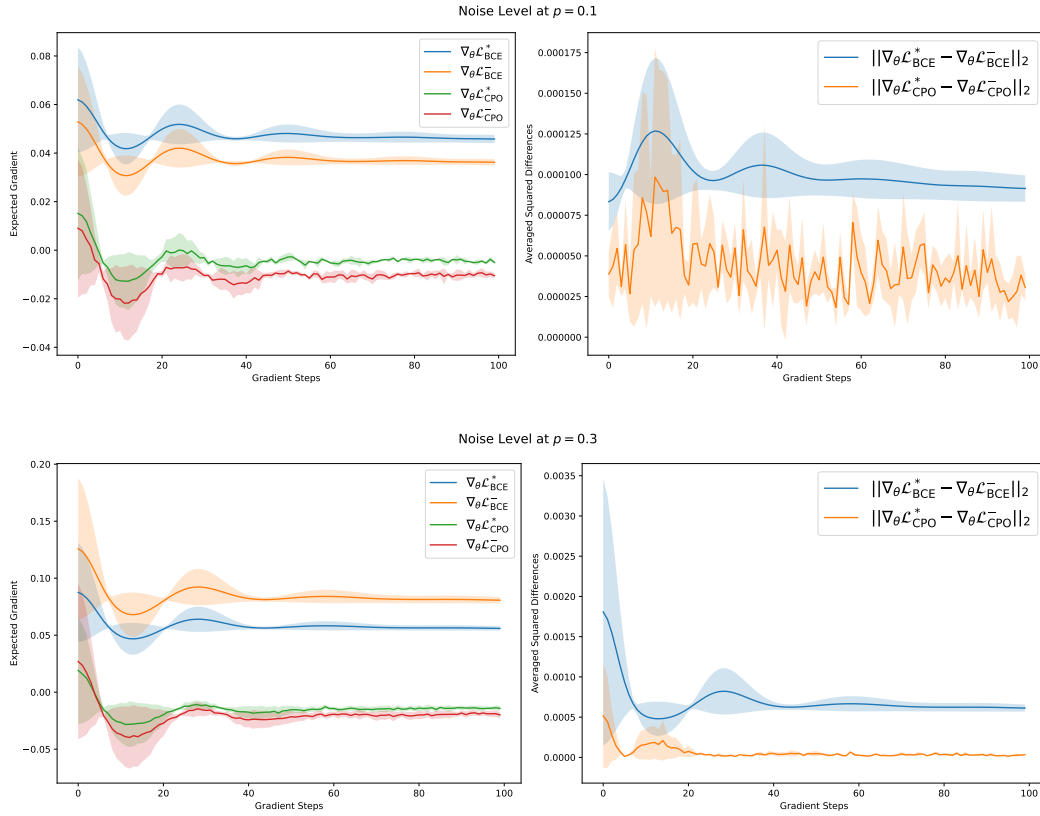 Noise Level at p = 0.1
0.08
0.06
0.04
0.02
0.00
−0.02
−0.04
Expected Gradient
0
20
40
60
80
100
Gradient Steps
∇θℒ*BCE
∇θℒ−BCE
∇θℒ*CPO
∇θℒ−CPO
0.000175
0.000150
0.000125
0.000100
0.000075
0.000050
0.000025
0.000000
Averaged Squared Differences
0
20
40
60
80
100
Gradient Steps
||∇θℒ*BCE − ∇θℒ−BCE||2
||∇θℒ*CPO − ∇θℒ−CPO||2
Noise Level at p = 0.3
0.20
0.15
0.10
0.05
0.00
−0.05
Expected Gradient
0
20
40
60
80
100
Gradient Steps
∇θℒ*BCE
∇θℒ−BCE
∇θℒ*CPO
∇θℒ−CPO
0.0035
0.0030
0.0025
0.0020
0.0015
0.0010
0.0005
0.0000
Averaged Squared Differences
0
20
40
60
80
100
Gradient Steps
||∇θℒ*BCE − ∇θℒ−BCE||2
||∇θℒ*CPO − ∇θℒ−CPO||2